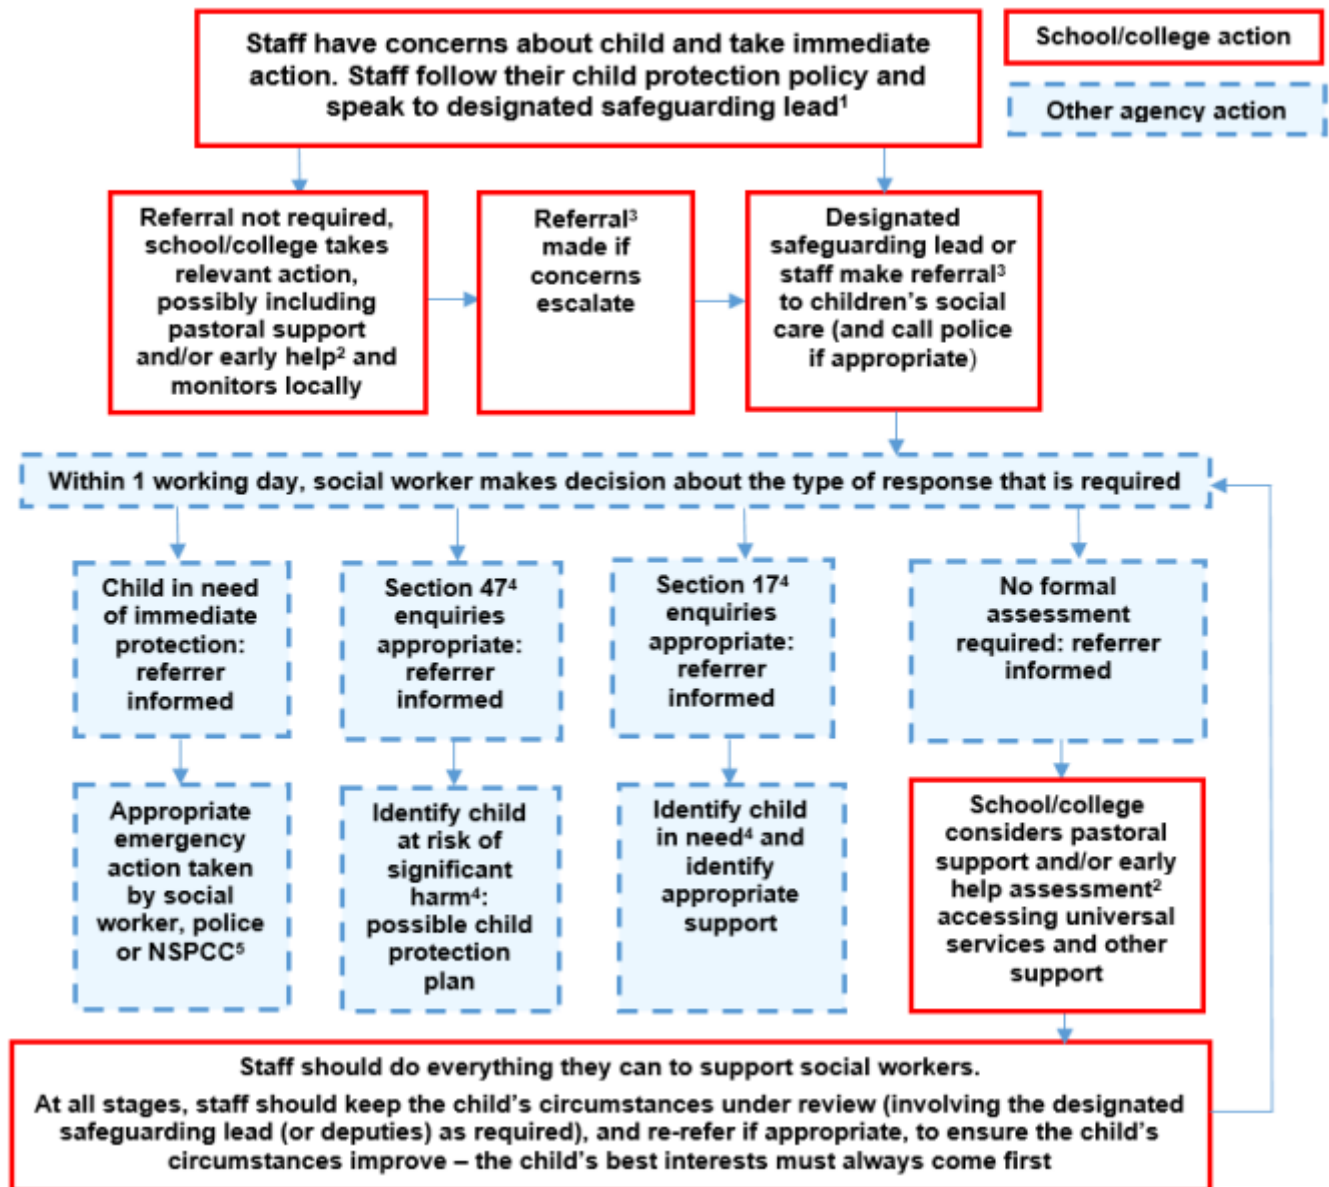 Staff have concerns about child and take immediate
action. Staff follow their child protection policy and
speak to designated safeguarding lead¹
School/college action
Other agency action
Referral not required,
school/college takes
relevant action,
possibly including
pastoral support
and/or early help² and
monitors locally
Referral³
made if
concerns
escalate
Designated
safeguarding lead or
staff make referral³
to children’s social
care (and call police
if appropriate)
Within 1 working day, social worker makes decision about the type of response that is required
Child in need
of immediate
protection:
referrer
informed
Section 47⁴
enquiries
appropriate:
referrer
informed
Section 17⁴
enquiries
appropriate:
referrer
informed
No formal
assessment
required: referrer
informed
Appropriate
emergency
action taken
by social
worker, police
or NSPCC⁵
Identify child
at risk of
significant
harm⁴:
possible child
protection
plan
Identify child
in need⁴ and
identify
appropriate
support
School/college
considers pastoral
support and/or early
help assessment²
accessing universal
services and other
support
Staff should do everything they can to support social workers.
At all stages, staff should keep the child’s circumstances under review (involving the designated
safeguarding lead (or deputies) as required), and re-refer if appropriate, to ensure the child’s
circumstances improve – the child’s best interests must always come first